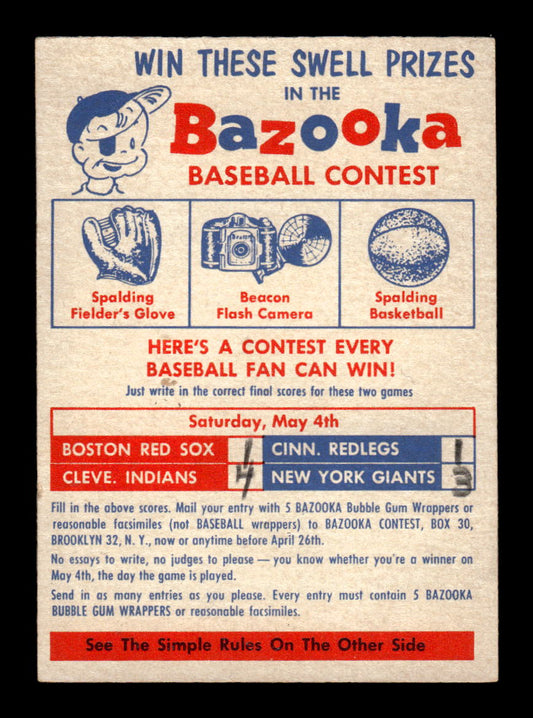 WIN THESE SWELL PRIZES
IN THE
Bazooka
BASEBALL CONTEST
Spalding
Fielder's Glove
Beacon
Flash Camera
Spalding
Basketball
HERE'S A CONTEST EVERY
BASEBALL FAN CAN WIN!
Just write in the correct final scores for these two games
Saturday, May 4th
BOSTON RED SOX 1 CINN. REDLEGS 1
CLEVE. INDIANS 4 NEW YORK GIANTS 3
Fill in the above scores. Mail your entry with 5 BAZOOKA Bubble Gum Wrappers or
reasonable facsimiles (not BASEBALL wrappers) to BAZOOKA CONTEST, BOX 30,
BROOKLYN 32, N. Y., now or anytime before April 26th.
No essays to write, no judges to please — you know whether you're a winner on
May 4th, the day the game is played.
Send in as many entries as you please. Every entry must contain 5 BAZOOKA
BUBBLE GUM WRAPPERS or reasonable facsimiles.
See The Simple Rules On The Other Side